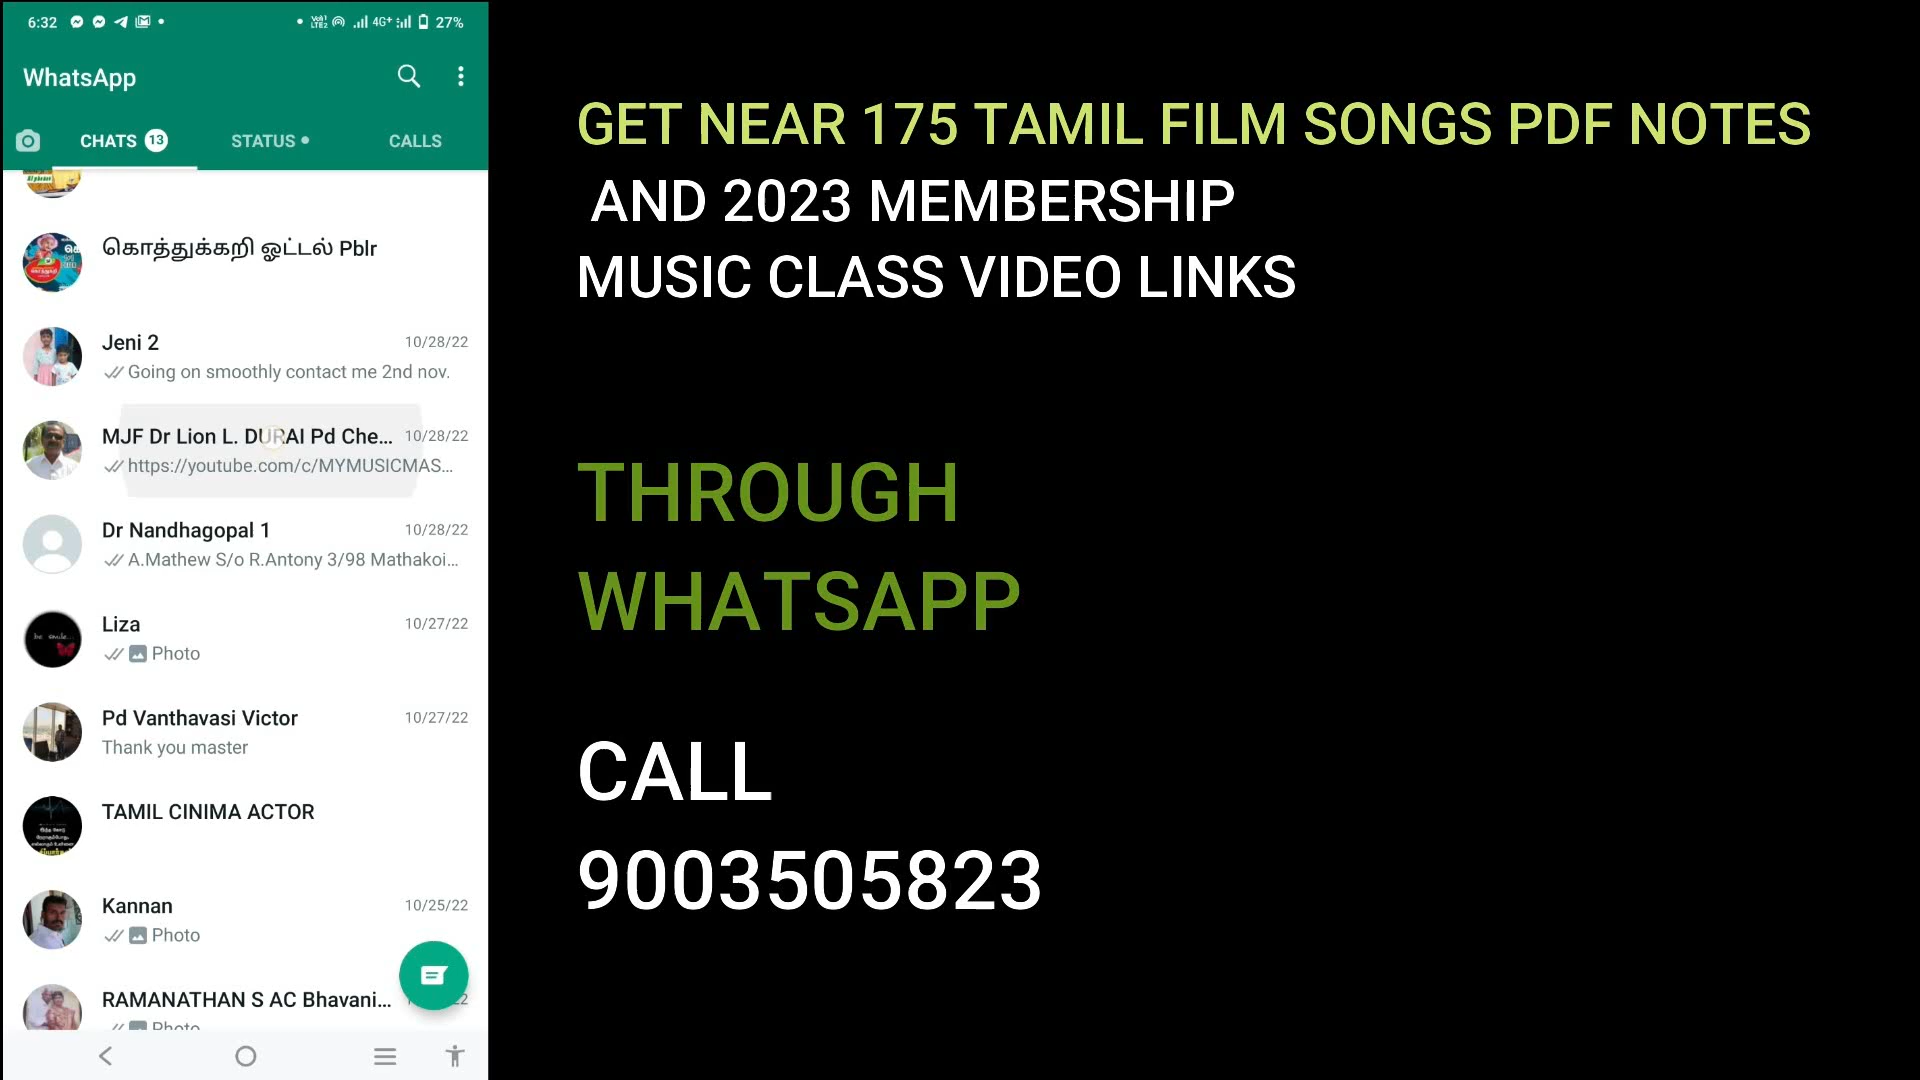 6:32
VoD1 LTE2 4G+ 27%
WhatsApp
CHATS 13 STATUS CALLS
கொத்துக்கறி ஓட்டல் Pblr
Jeni 2 10/28/22
Going on smoothly contact me 2nd nov.
MJF Dr Lion L. DURAI Pd Che... 10/28/22
https://youtube.com/c/MYMUSICMAS...
Dr Nandhagopal 1 10/28/22
A.Mathew S/o R.Antony 3/98 Mathakoi...
Liza 10/27/22
Photo
Pd Vanthavasi Victor 10/27/22
Thank you master
TAMIL CINIMA ACTOR
Kannan 10/25/22
Photo
RAMANATHAN S AC Bhavani...
Photo
GET NEAR 175 TAMIL FILM SONGS PDF NOTES
AND 2023 MEMBERSHIP
MUSIC CLASS VIDEO LINKS
THROUGH
WHATSAPP
CALL
9003505823